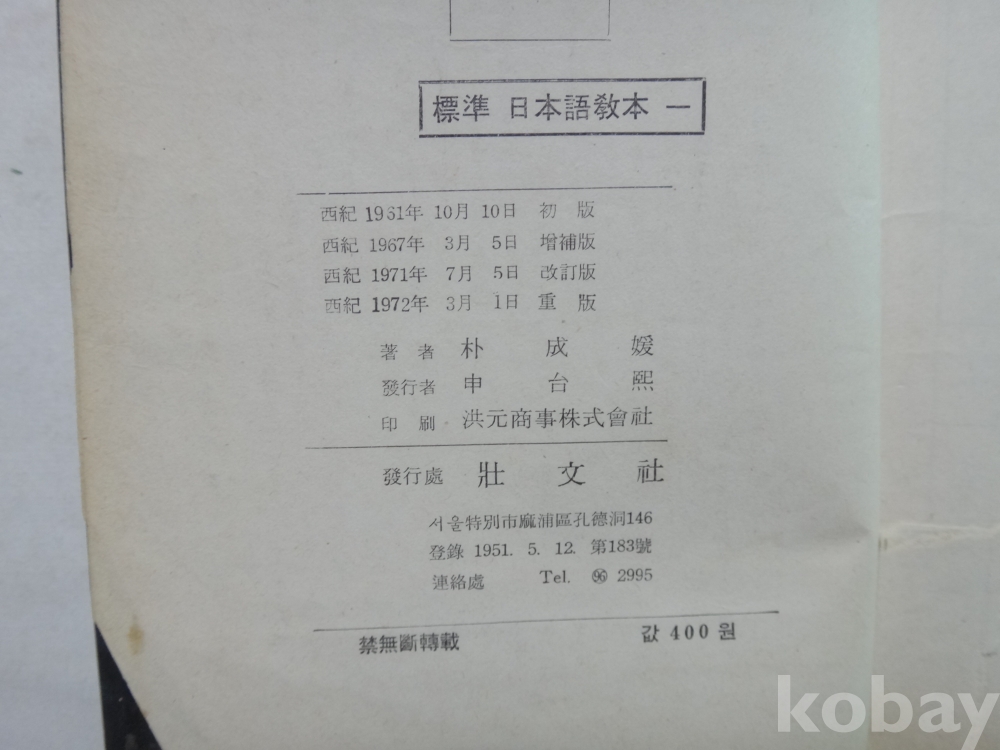 標準 日本語敎本 一
西紀 1961年 10月 10日 初 版
西紀 1967年 3月 5日 增補版
西紀 1971年 7月 5日 改訂版
西紀 1972年 3月 1日 重 版
著 者 朴 成 媛
發行者 申 台 熙
印 刷 洪元商事株式會社
發行處 壯 文 社
서울特別市麻浦區孔德洞146
登錄 1951. 5. 12. 第183號
連絡處 Tel. ㊈ 2995
禁無斷轉載 값 400 원
kobay